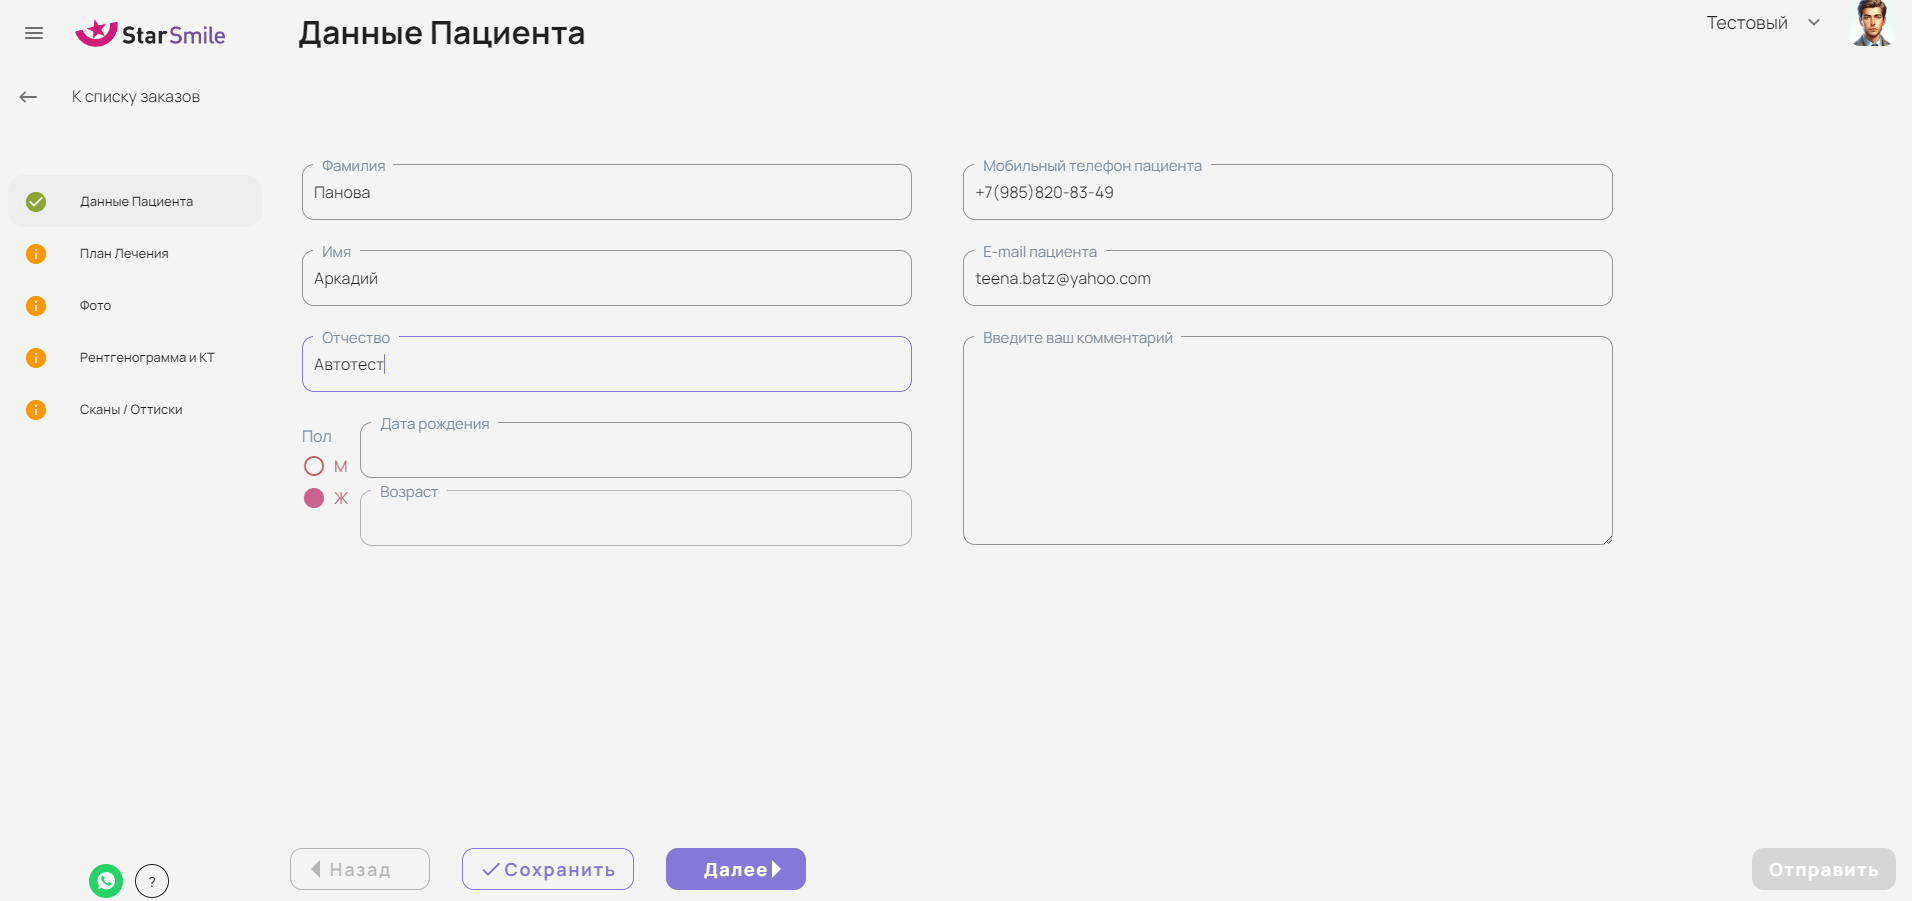 StarSmile
Данные Пациента
Тестовый
К списку заказов
Данные Пациента
План Лечения
Фото
Рентгенограмма и КТ
Сканы / Оттиски
Фамилия
Панова
Имя
Аркадий
Отчество
Автотест
Пол
М
Ж
Дата рождения
Возраст
Мобильный телефон пациента
+7(985)820-83-49
E-mail пациента
teena.batz@yahoo.com
Введите ваш комментарий
?
Назад
Сохранить
Далее
Отправить